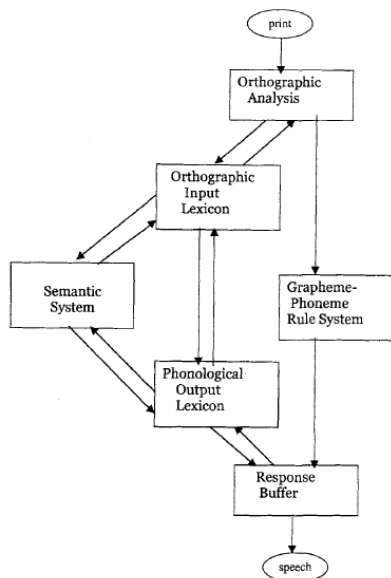 print
Orthographic
Analysis
Orthographic
Input
Lexicon
Semantic
System
Grapheme-
Phoneme
Rule System
Phonological
Output
Lexicon
Response
Buffer
speech